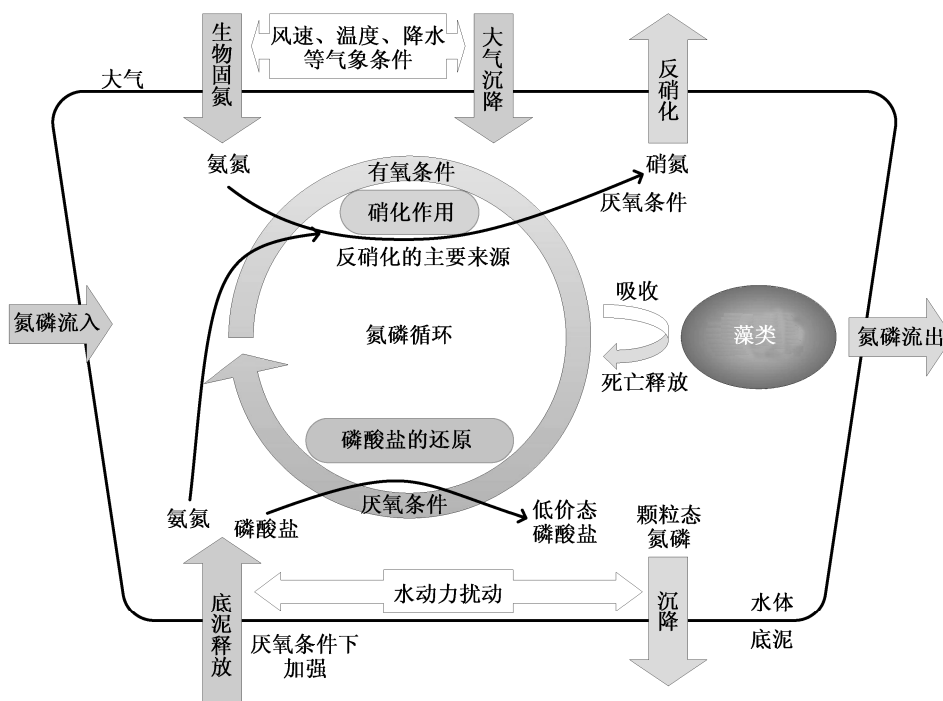 生物固氮
风速、温度、降水
等气象条件
大气沉降
反硝化
大气
氨氮
有氧条件
硝氮
硝化作用
厌氧条件
反硝化的主要来源
吸收
氮磷流入
氮磷循环
藻类
氮磷流出
死亡释放
磷酸盐的还原
厌氧条件
氨氮
磷酸盐
低价态
磷酸盐
颗粒态
氮磷
水动力扰动
底泥释放
沉降
水体
底泥
厌氧条件下
加强